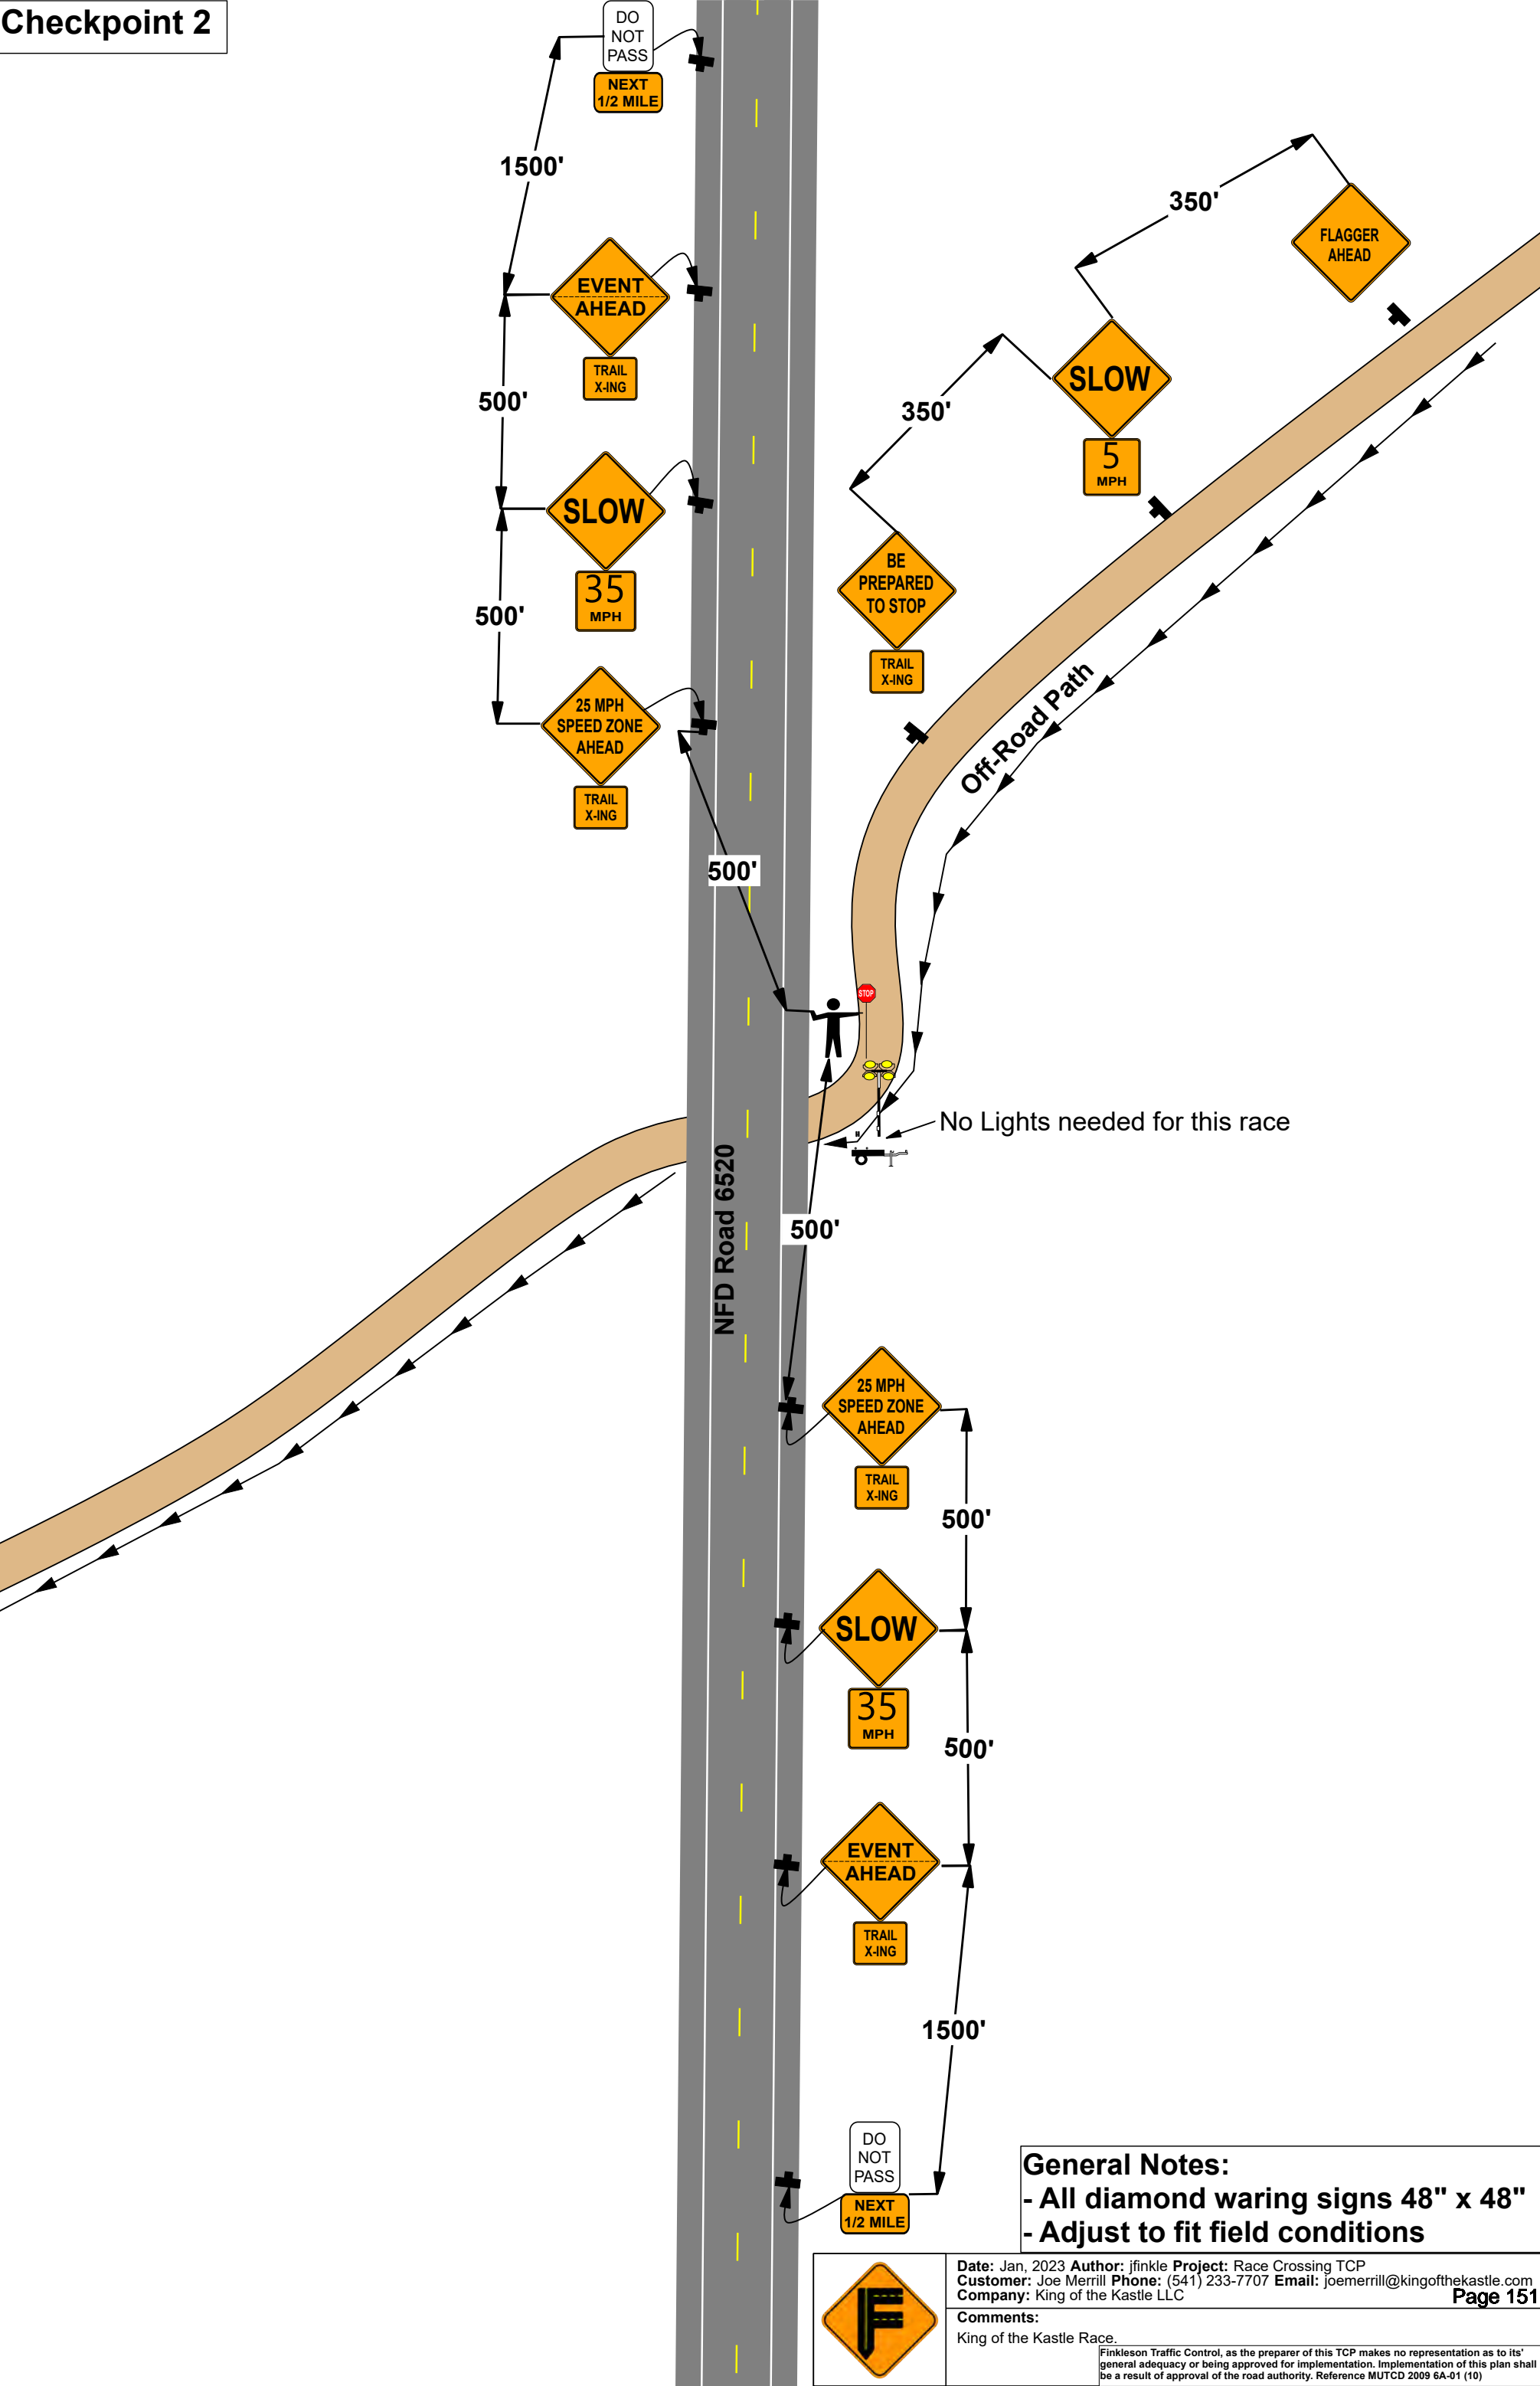 Checkpoint 2
DO
NOT
PASS
NEXT
1/2 MILE
1500'
EVENT
AHEAD
TRAIL
X-ING
500'
SLOW
35
MPH
500'
25 MPH
SPEED ZONE
AHEAD
TRAIL
X-ING
500'
350'
FLAGGER
AHEAD
350'
SLOW
5
MPH
BE
PREPARED
TO STOP
TRAIL
X-ING
Off-Road Path
STOP
No Lights needed for this race
NFD Road 6520
500'
25 MPH
SPEED ZONE
AHEAD
TRAIL
X-ING
500'
SLOW
35
MPH
500'
EVENT
AHEAD
TRAIL
X-ING
1500'
DO
NOT
PASS
NEXT
1/2 MILE
General Notes:
- All diamond waring signs 48" x 48"
- Adjust to fit field conditions
Date: Jan, 2023 Author: jfinkle Project: Race Crossing TCP
Customer: Joe Merrill Phone: (541) 233-7707 Email: joemerrill@kingofthekastle.com
Company: King of the Kastle LLC
Page 151
Comments:
King of the Kastle Race.
Finkleson Traffic Control, as the preparer of this TCP makes no representation as to its'
general adequacy or being approved for implementation. Implementation of this plan shall
be a result of approval of the road authority. Reference MUTCD 2009 6A-01 (10)
F